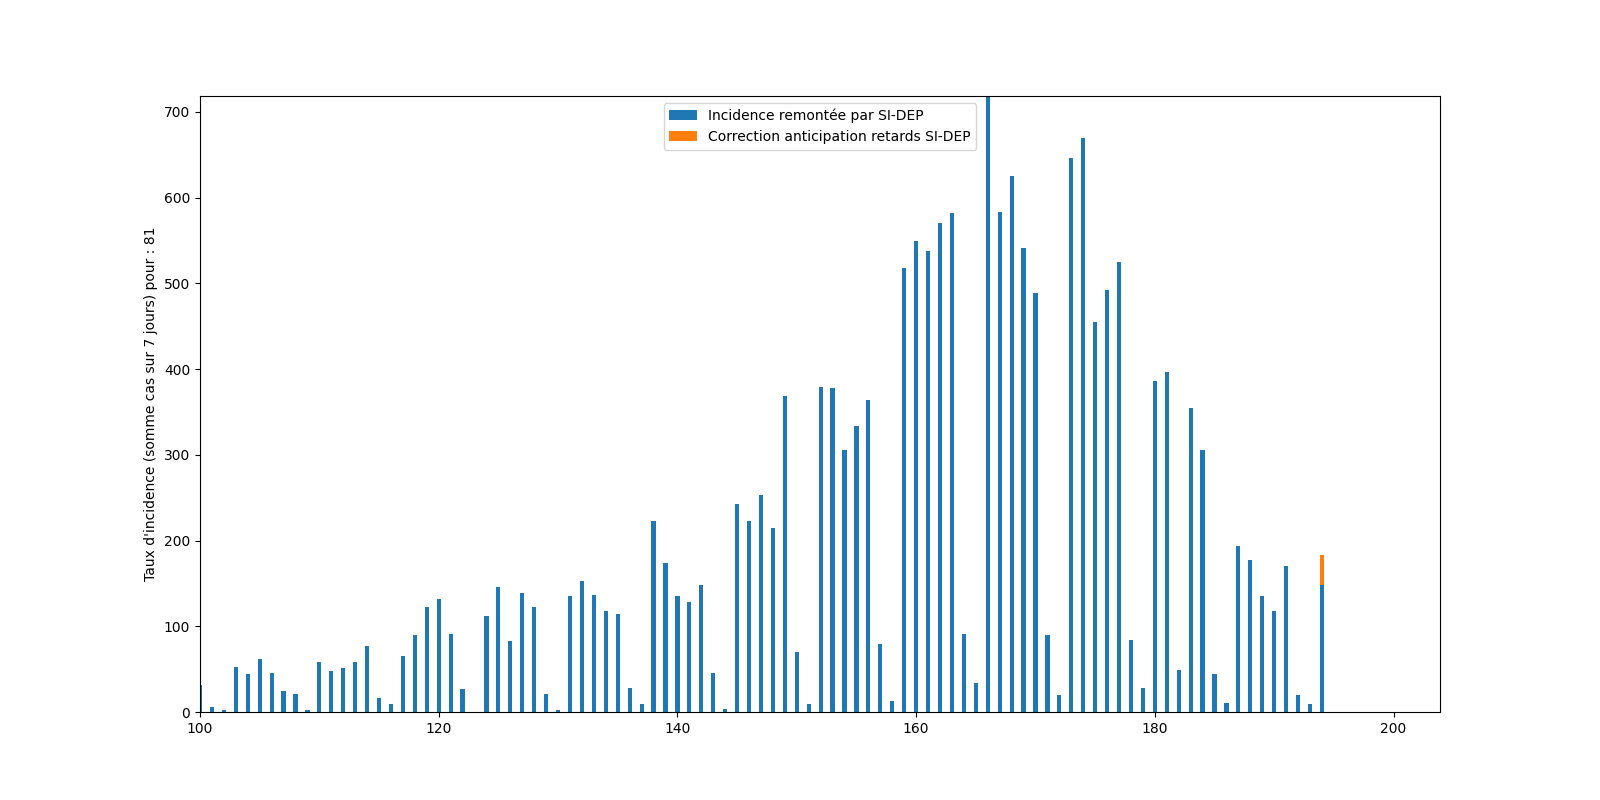 Incidence remontée par SI-DEP
Correction anticipation retards SI-DEP
Taux d'incidence (somme cas sur 7 jours) pour : 81
700
600
500
400
300
200
100
0
100 120 140 160 180 200